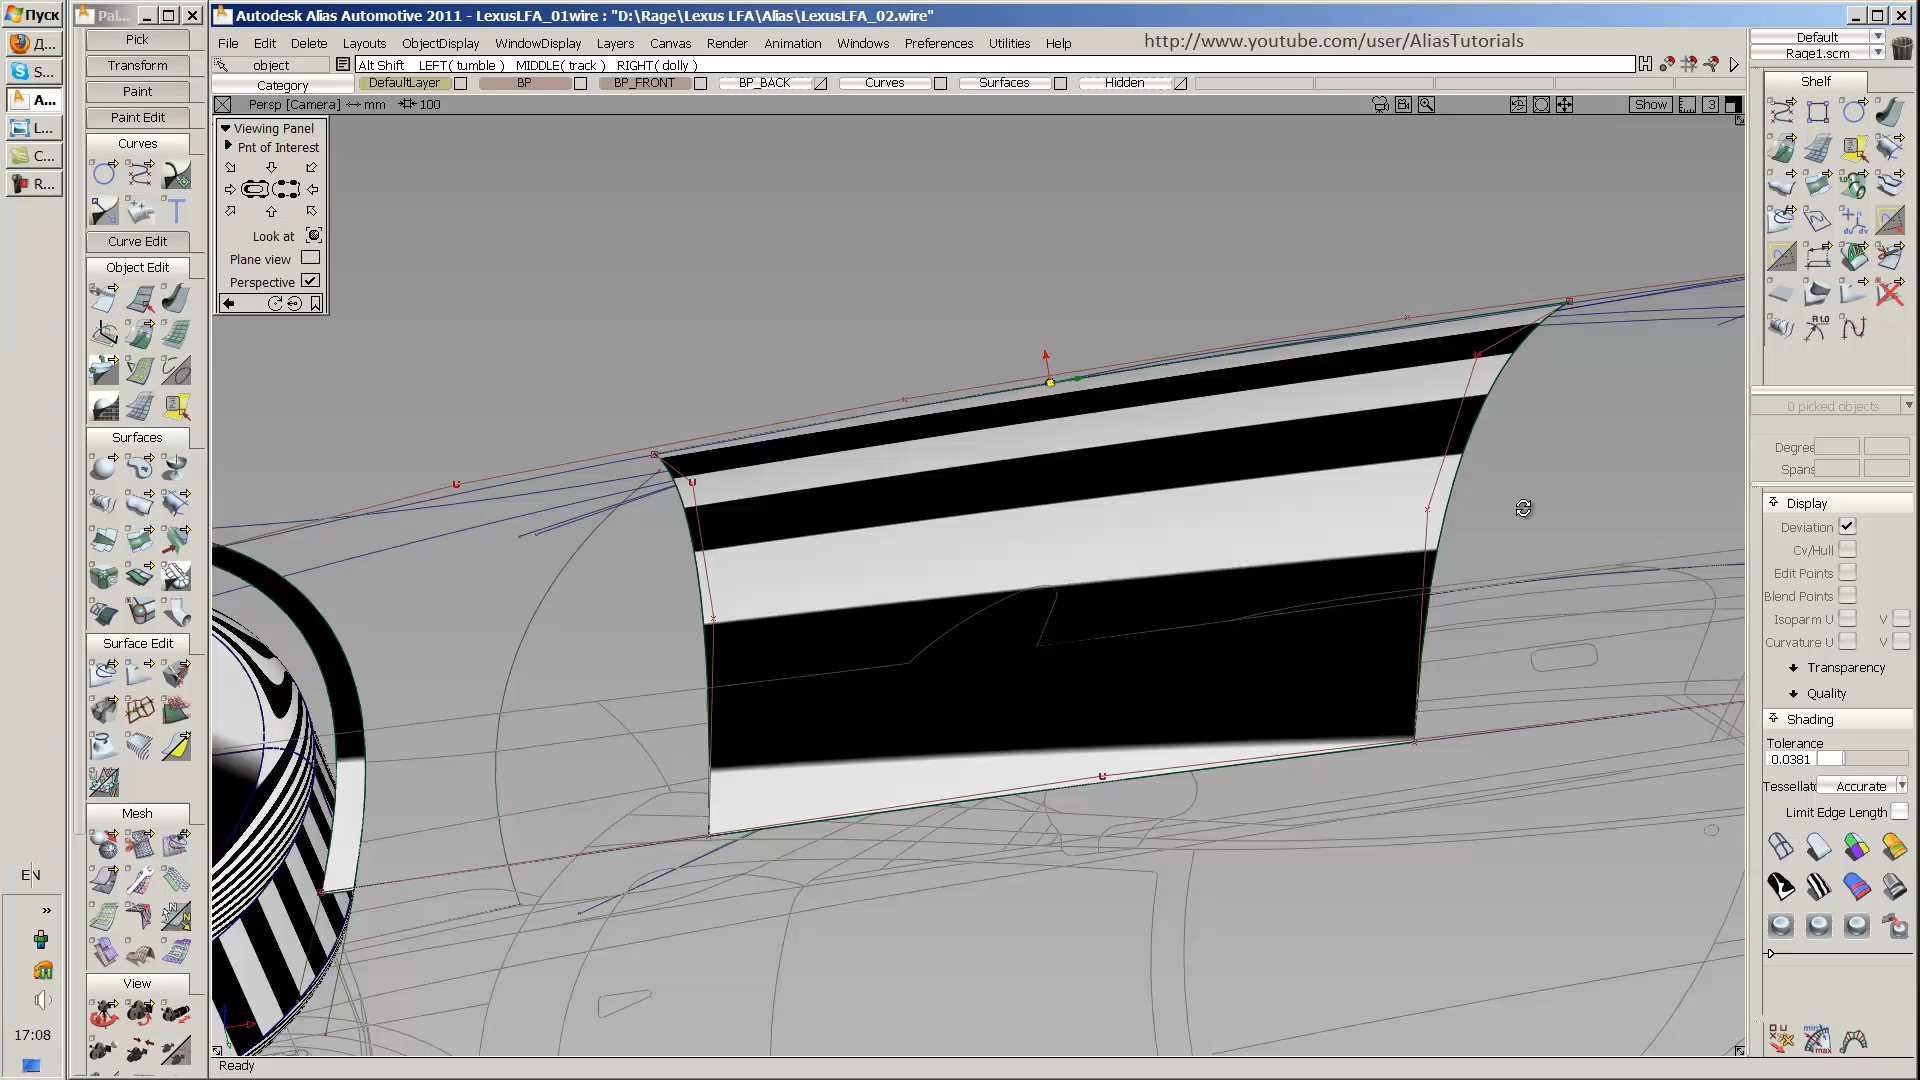 Пуск
Д...
S...
A...
L...
C...
R...
EN
»
17:08
Pal...
Pick
Transform
Paint
Paint Edit
Curves
Curve Edit
Object Edit
Surfaces
Surface Edit
Mesh
View
Autodesk Alias Automotive 2011 - LexusLFA_01wire : "D:\Rage\Lexus LFA\Alias\LexusLFA_02.wire"
File Edit Delete Layouts ObjectDisplay WindowDisplay Layers Canvas Render Animation Windows Preferences Utilities Help
http://www.youtube.com/user/AliasTutorials
object
Alt Shift LEFT( tumble ) MIDDLE( track ) RIGHT( dolly )
Category DefaultLayer BP BP_FRONT BP_BACK Curves Surfaces Hidden
Persp [Camera] mm 100
Show 3
Viewing Panel
Pnt of Interest
Look at
Plane view
Perspective
Ready
Default
Rage1.scm
Shelf
0 picked objects
Degree
Spans
Display
Deviation
Cv/Hull
Edit Points
Blend Points
Isoparm U V
Curvature U V
Transparency
Quality
Shading
Tolerance
0.0381
Tessellat Accurate
Limit Edge Length